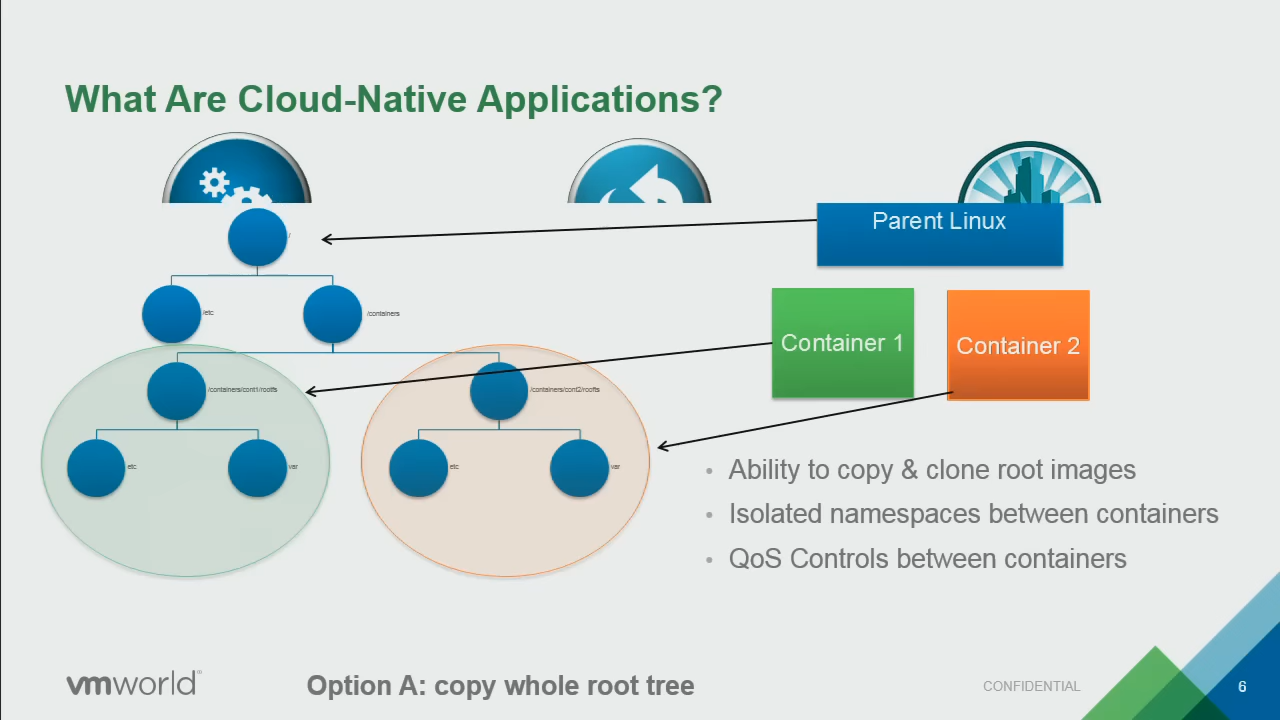 What Are Cloud-Native Applications?
Parent Linux
/
/etc
/containers
Container 1
Container 2
/containers/cont1/rootfs
/containers/cont2/rootfs
etc
var
etc
var
• Ability to copy & clone root images
• Isolated namespaces between containers
• QoS Controls between containers
vmworld®
Option A: copy whole root tree
CONFIDENTIAL
6